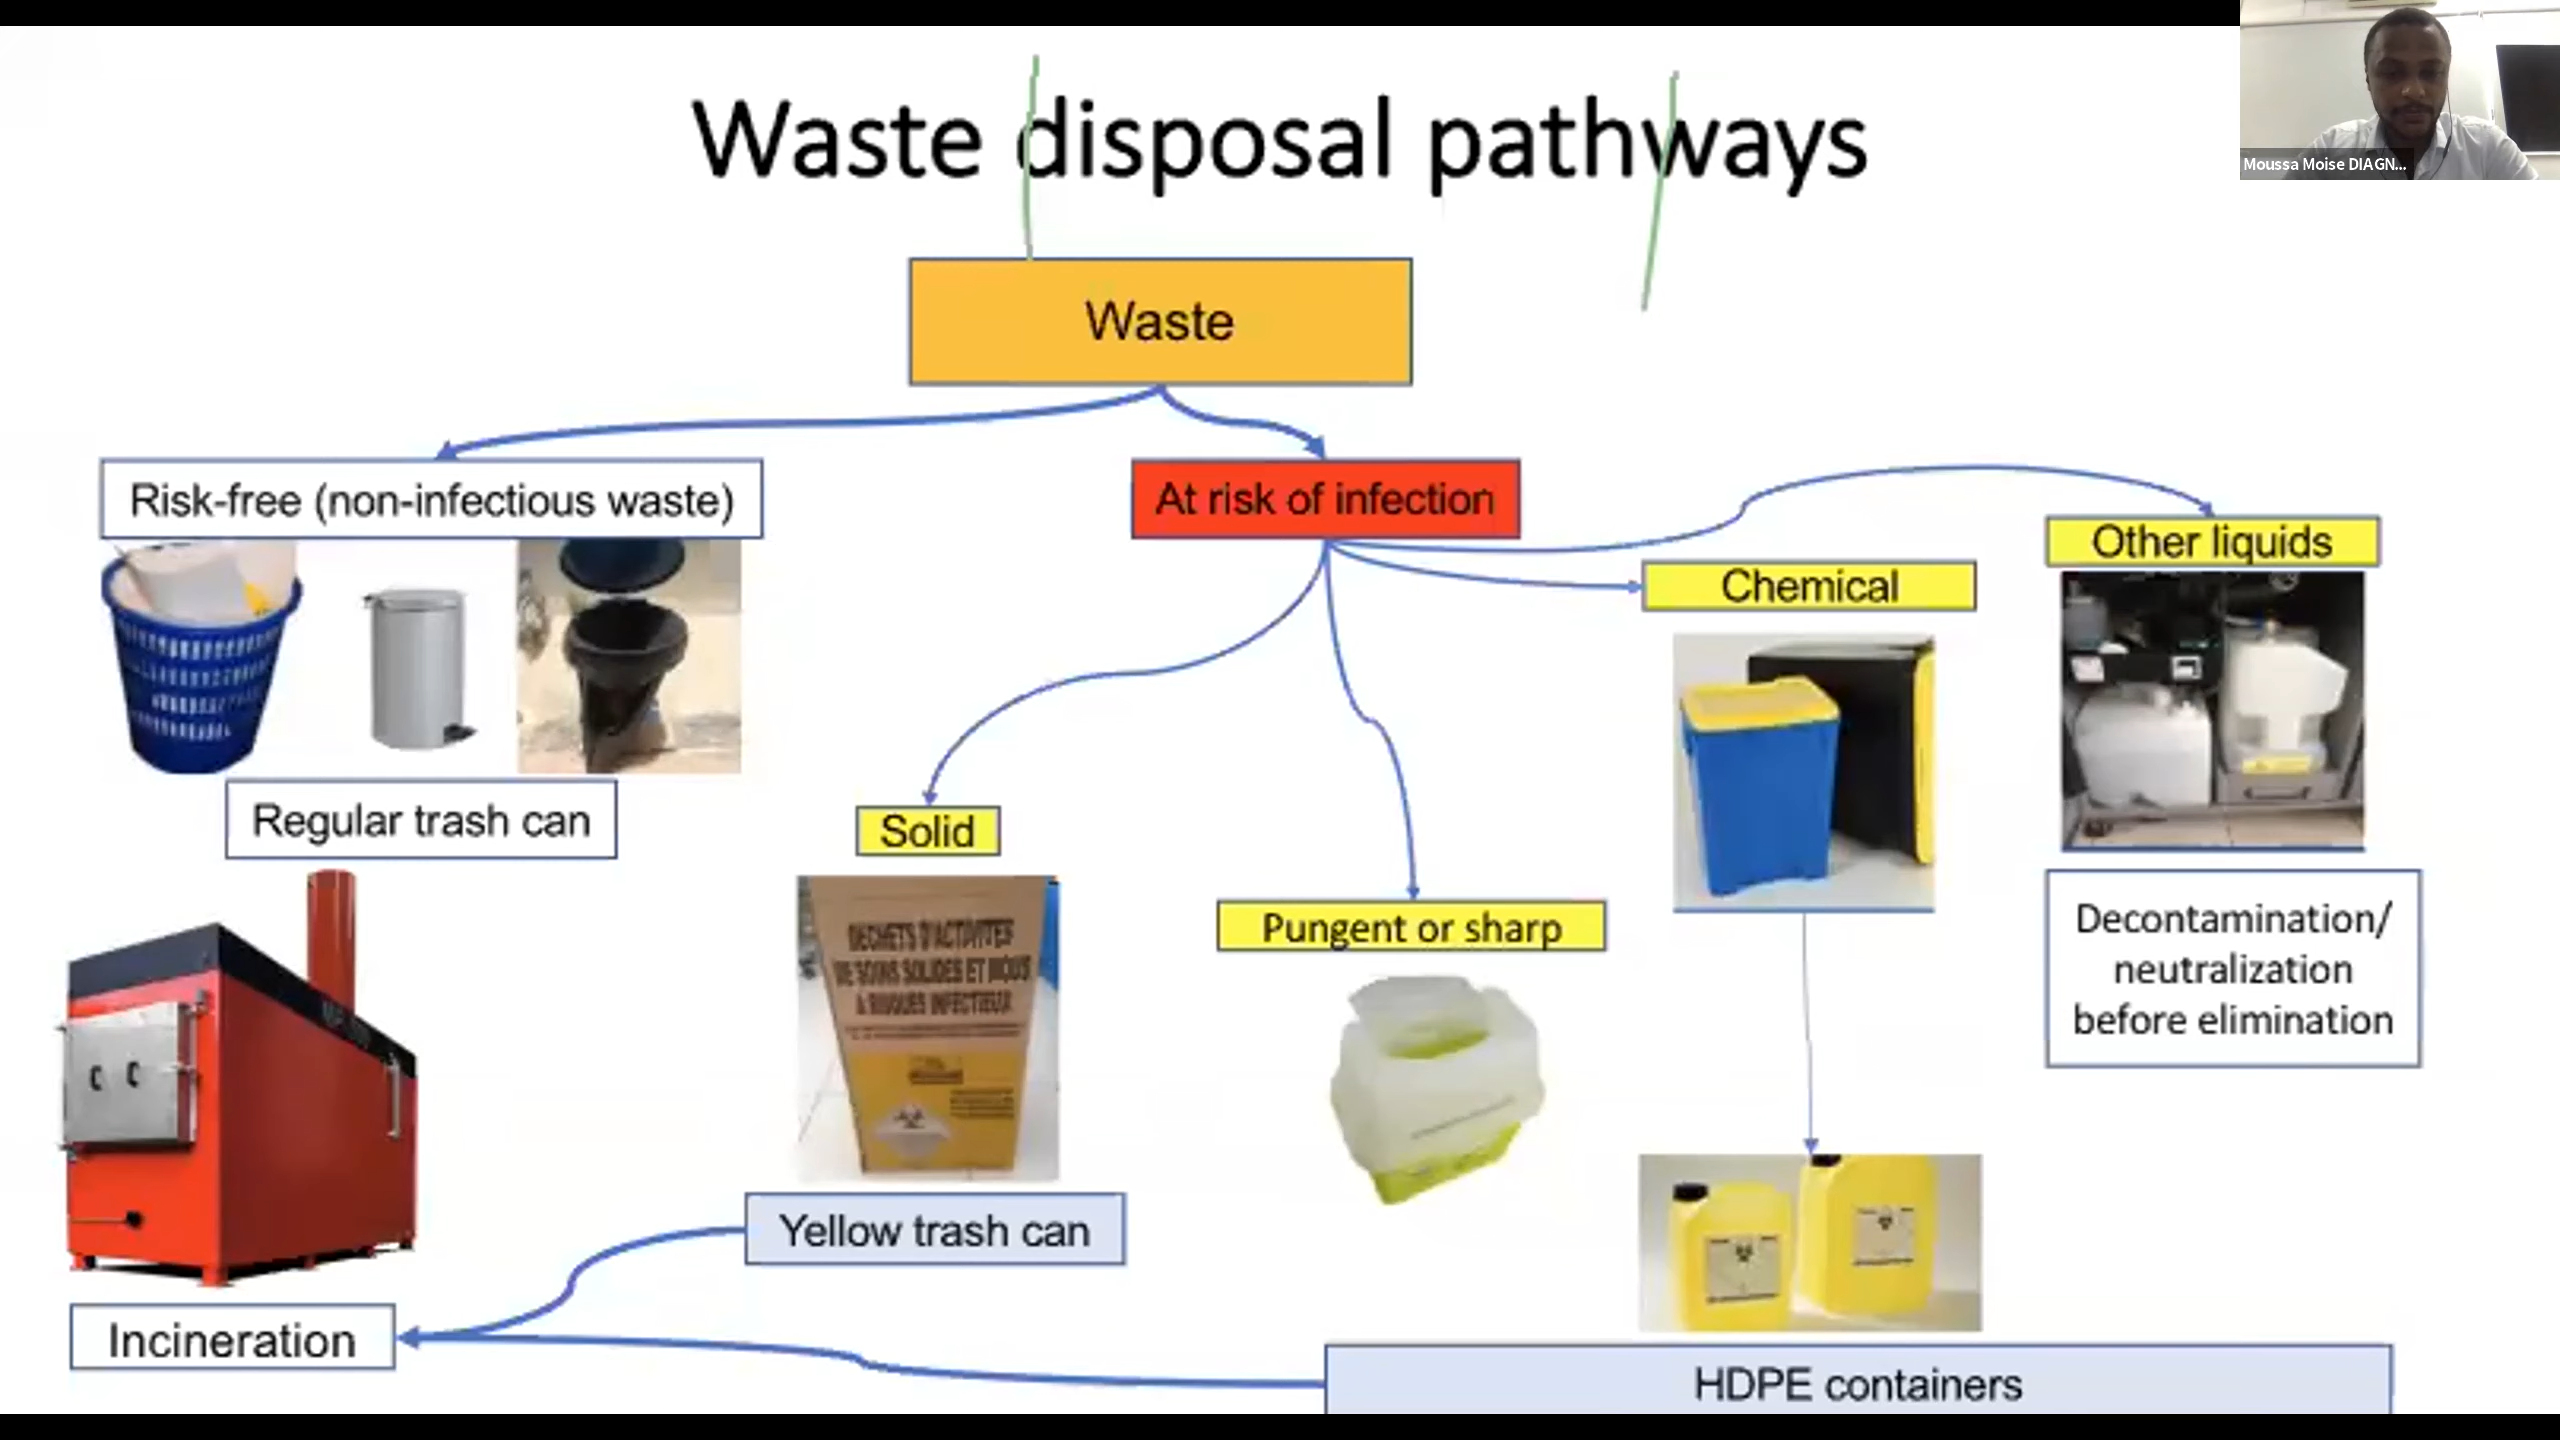 Waste disposal pathways
Moussa Moise DIAGN...
Waste
Risk-free (non-infectious waste)
At risk of infection
Other liquids
Chemical
Regular trash can
Solid
Pungent or sharp
DECHETS D'ACTIVITES
DE SOINS SOLIDES ET MOUS
A RISQUES INFECTIEUX
Decontamination/
neutralization
before elimination
Yellow trash can
Incineration
HDPE containers